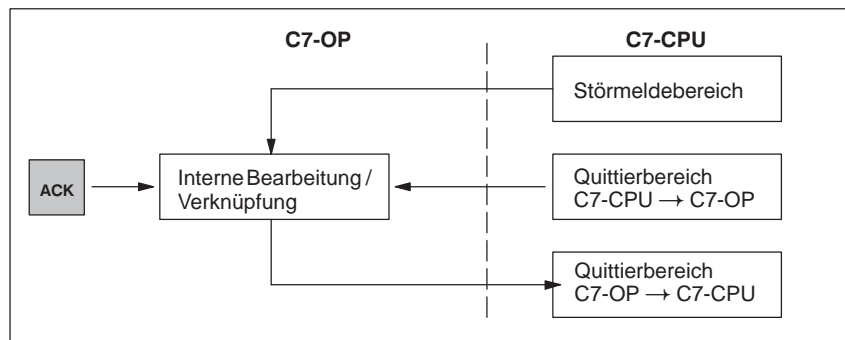 C7-OP
C7-CPU
Störmeldebereich
ACK
Interne Bearbeitung /
Verknüpfung
Quittierbereich
C7-CPU → C7-OP
Quittierbereich
C7-OP → C7-CPU